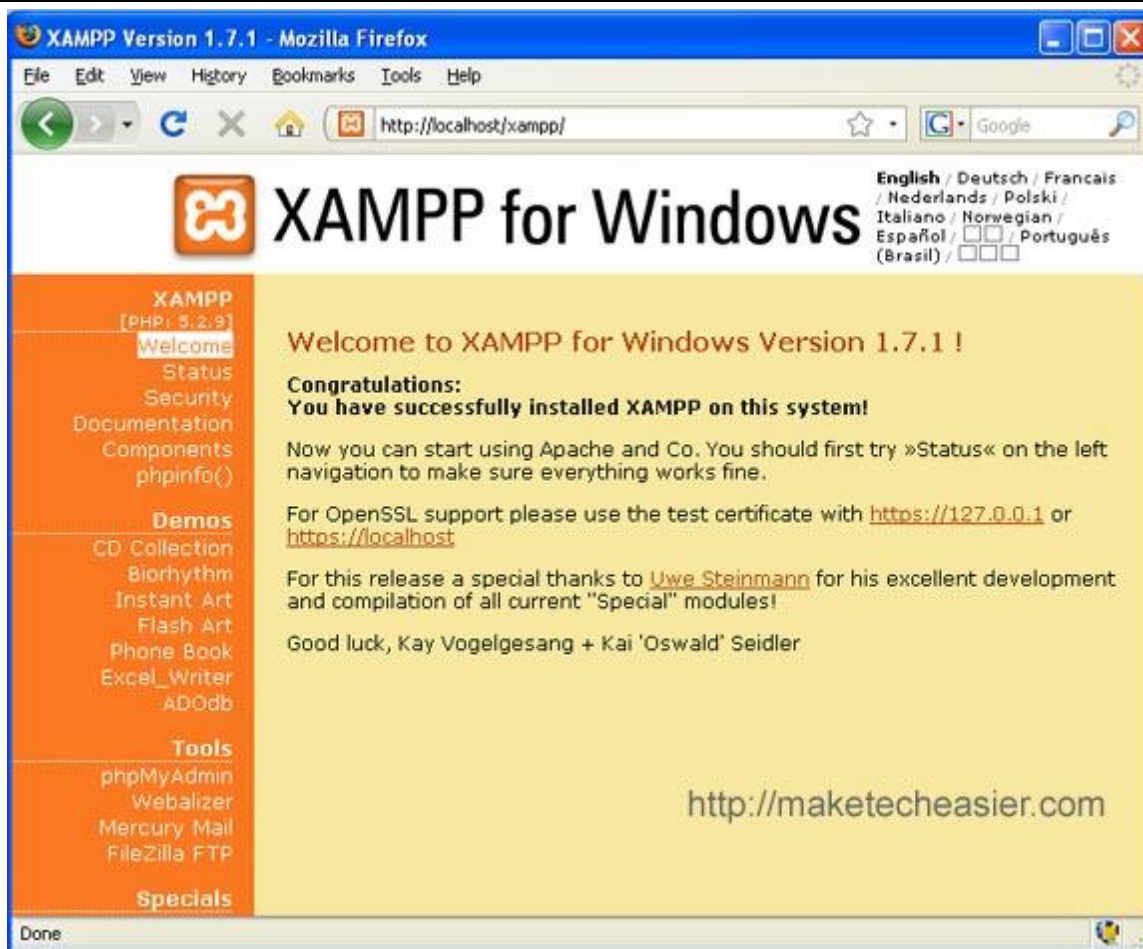 XAMPP Version 1.7.1 - Mozilla Firefox
File Edit View History Bookmarks Tools Help
http://localhost/xampp/
Google
XAMPP for Windows
English / Deutsch / Francais
/ Nederlands / Polski /
Italiano / Norwegian /
Español / □□ / Português
(Brasil) / □□□
XAMPP
[PHP: 5.2.9]
Welcome
Status
Security
Documentation
Components
phpinfo()
Demos
CD Collection
Biorhythm
Instant Art
Flash Art
Phone Book
Excel_Writer
ADOdb
Tools
phpMyAdmin
Webalizer
Mercury Mail
FileZilla FTP
Specials
Welcome to XAMPP for Windows Version 1.7.1 !
Congratulations:
You have successfully installed XAMPP on this system!
Now you can start using Apache and Co. You should first try »Status« on the left
navigation to make sure everything works fine.
For OpenSSL support please use the test certificate with https://127.0.0.1 or
https://localhost
For this release a special thanks to Uwe Steinmann for his excellent development
and compilation of all current "Special" modules!
Good luck, Kay Vogelgesang + Kai 'Oswald' Seidler
http://maketecheasier.com
Done